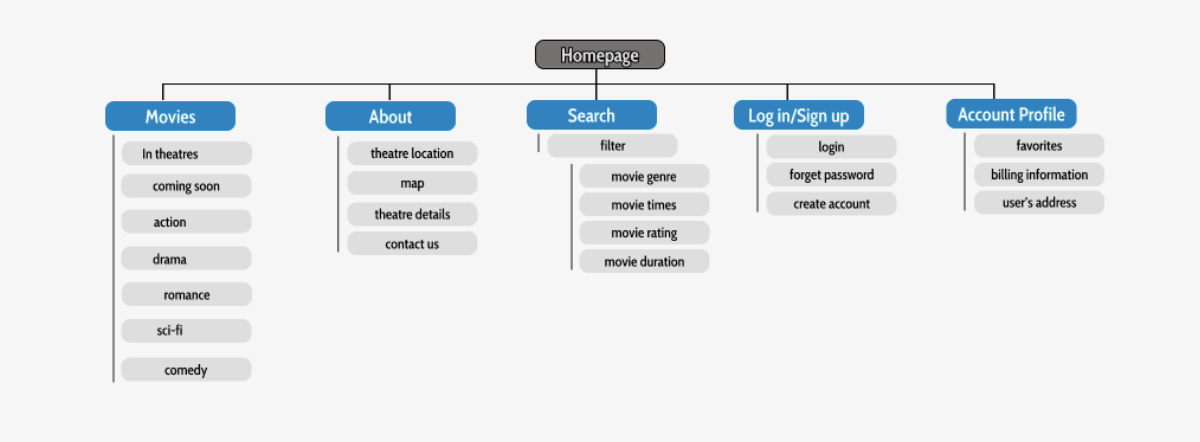 Homepage
Movies
In theatres
coming soon
action
drama
romance
sci-fi
comedy
About
theatre location
map
theatre details
contact us
Search
filter
movie genre
movie times
movie rating
movie duration
Log in/Sign up
login
forget password
create account
Account Profile
favorites
billing information
user's address